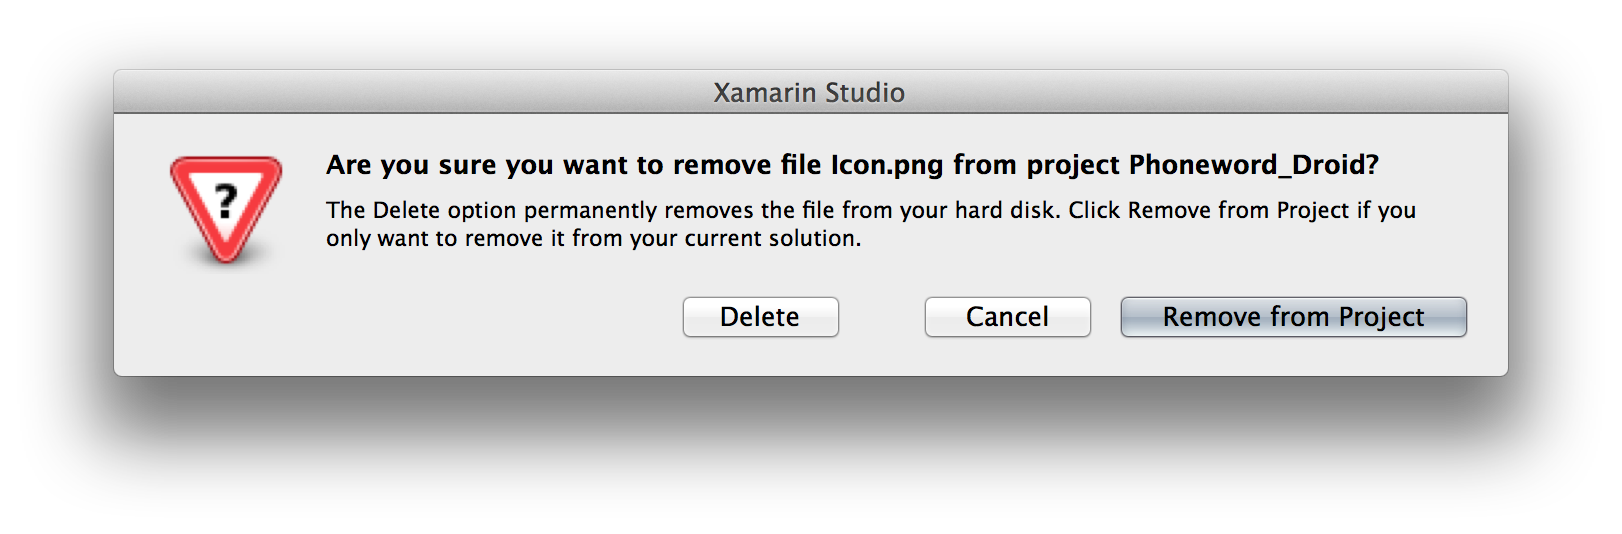 Xamarin Studio
?
Are you sure you want to remove file Icon.png from project Phoneword_Droid?
The Delete option permanently removes the file from your hard disk. Click Remove from Project if you
only want to remove it from your current solution.
Delete
Cancel
Remove from Project